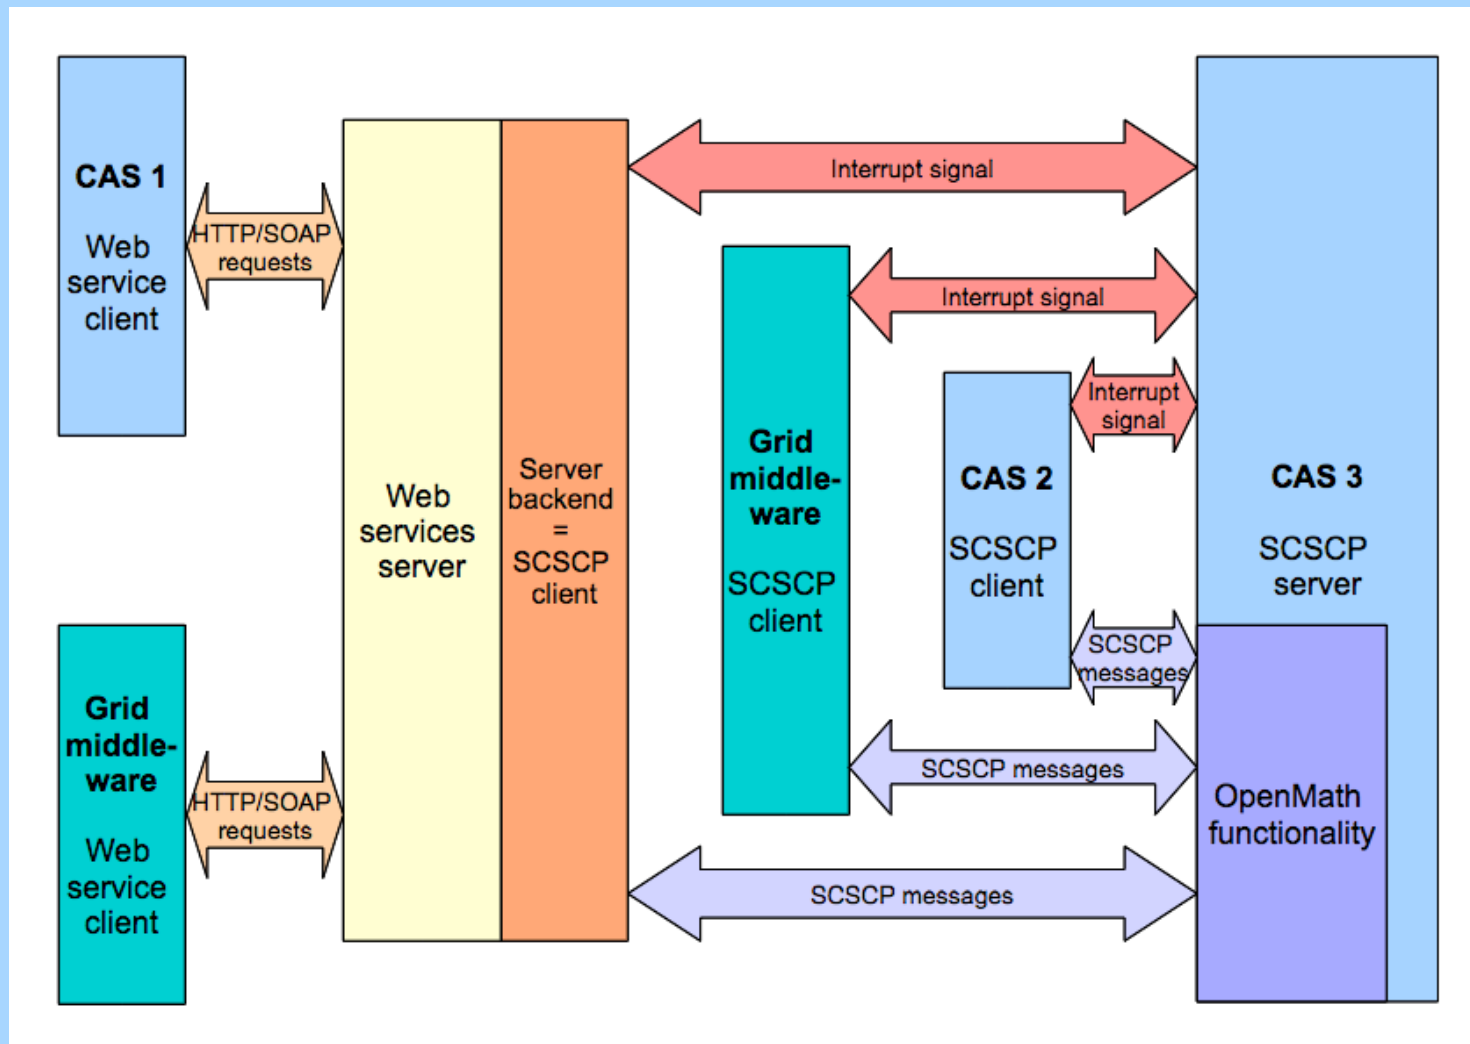 CAS 1
Web
service
client
HTTP/SOAP
requests
Grid
middle-
ware
Web
service
client
HTTP/SOAP
requests
Web
services
server
Server
backend
=
SCSCP
client
Interrupt signal
Interrupt signal
Interrupt
signal
Grid
middle-
ware
SCSCP
client
CAS 2
SCSCP
client
SCSCP
messages
SCSCP messages
SCSCP messages
CAS 3
SCSCP
server
OpenMath
functionality